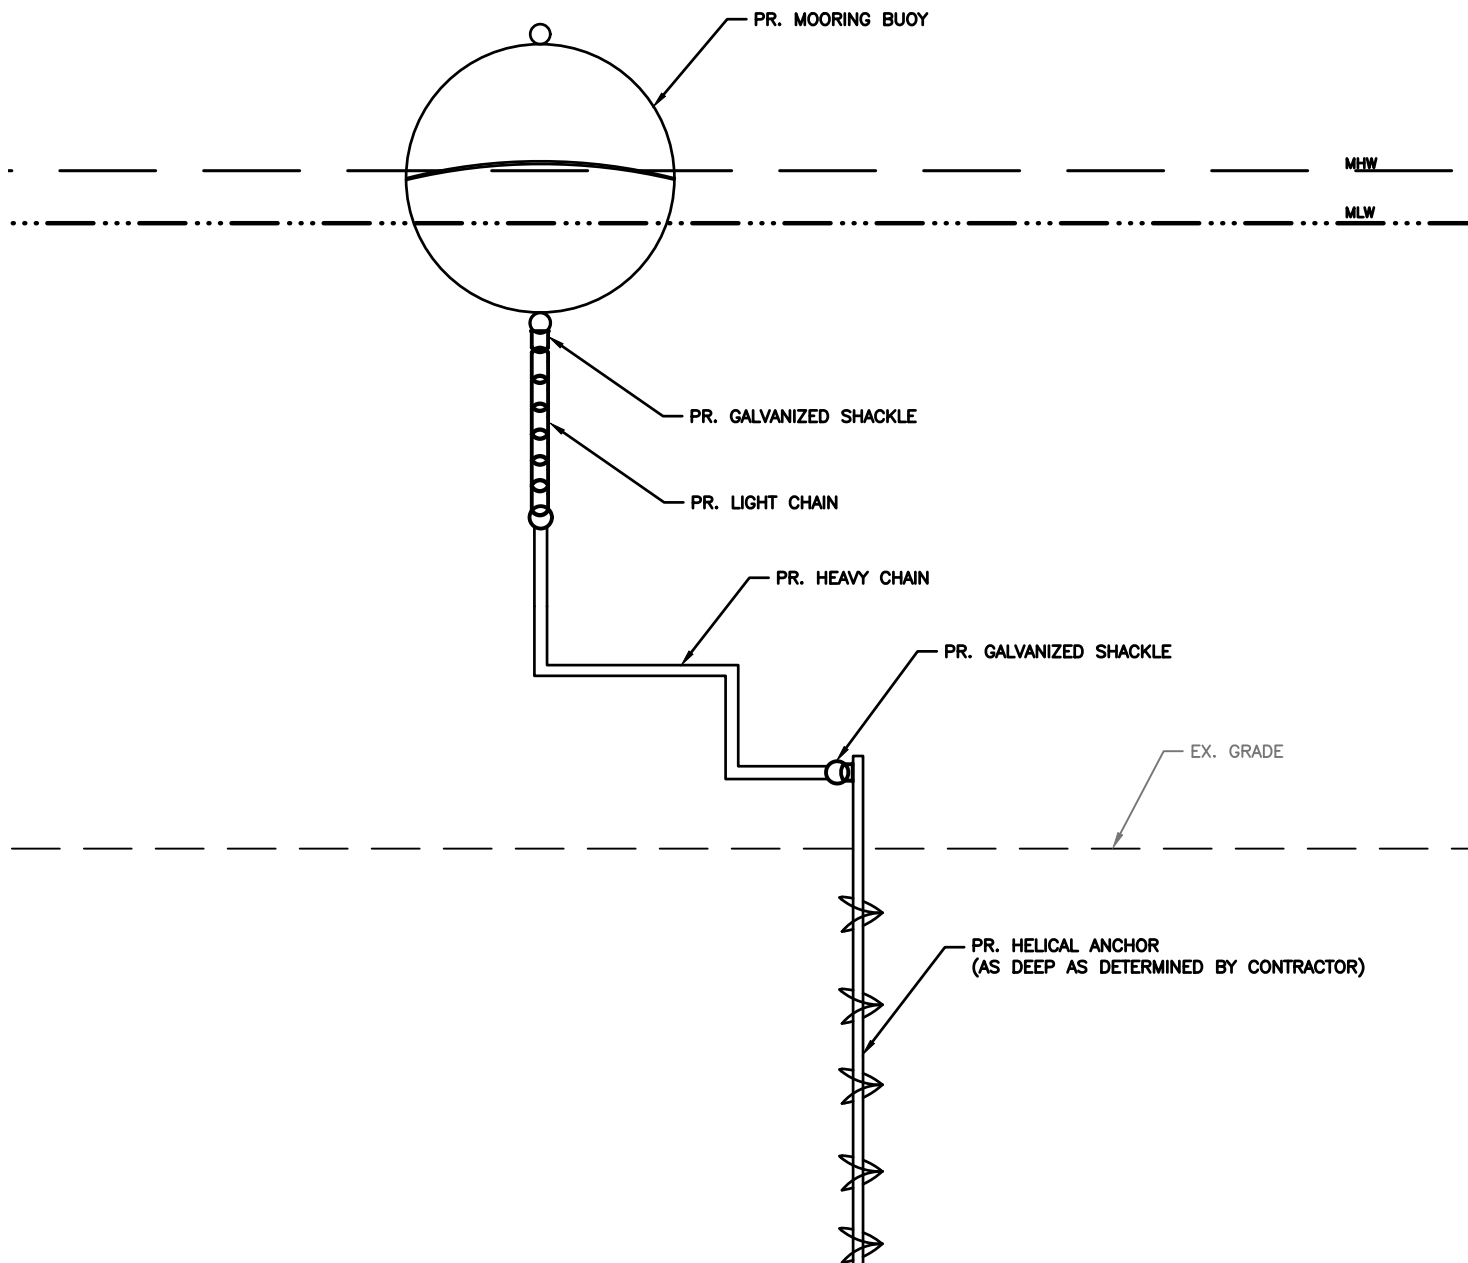 PR. MOORING BUOY
MHW
MLW
PR. GALVANIZED SHACKLE
PR. LIGHT CHAIN
PR. HEAVY CHAIN
PR. GALVANIZED SHACKLE
EX. GRADE
PR. HELICAL ANCHOR
(AS DEEP AS DETERMINED BY CONTRACTOR)